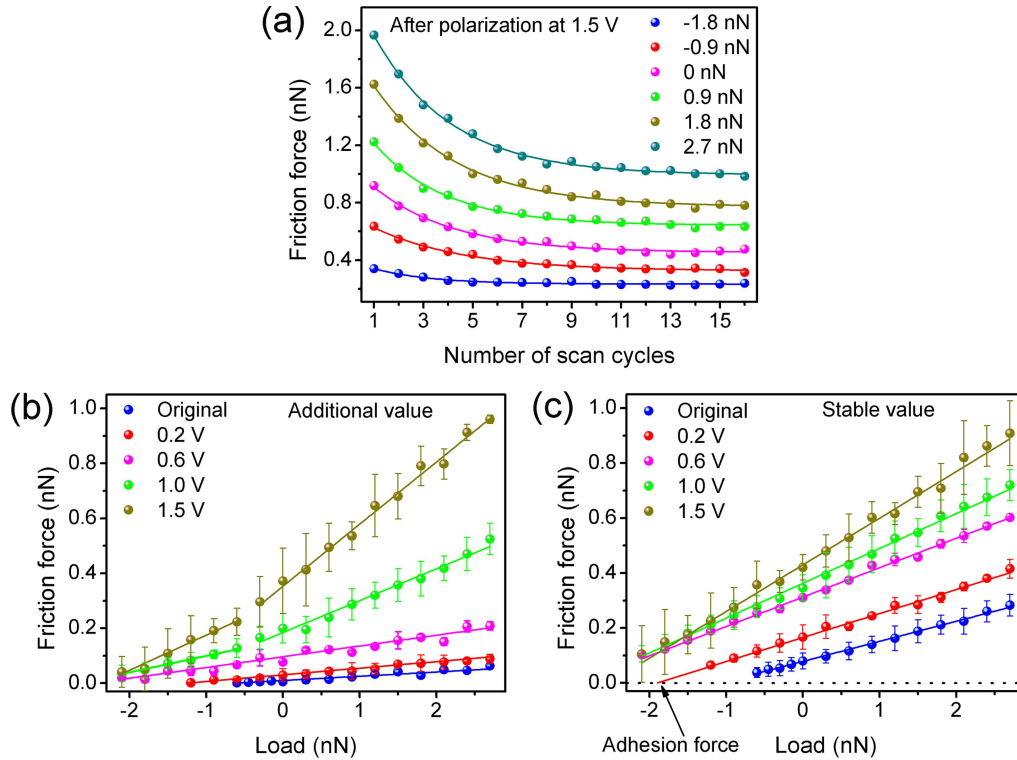 (a)
After polarization at 1.5 V
-1.8 nN
-0.9 nN
0 nN
0.9 nN
1.8 nN
2.7 nN
Friction force (nN)
2.0
1.6
1.2
0.8
0.4
1 3 5 7 9 11 13 15
Number of scan cycles
(b)
Original
0.2 V
0.6 V
1.0 V
1.5 V
Additional value
Friction force (nN)
1.0
0.8
0.6
0.4
0.2
0.0
-2 -1 0 1 2
Load (nN)
(c)
Original
0.2 V
0.6 V
1.0 V
1.5 V
Stable value
Friction force (nN)
1.0
0.8
0.6
0.4
0.2
0.0
-2 -1 0 1 2
Adhesion force
Load (nN)